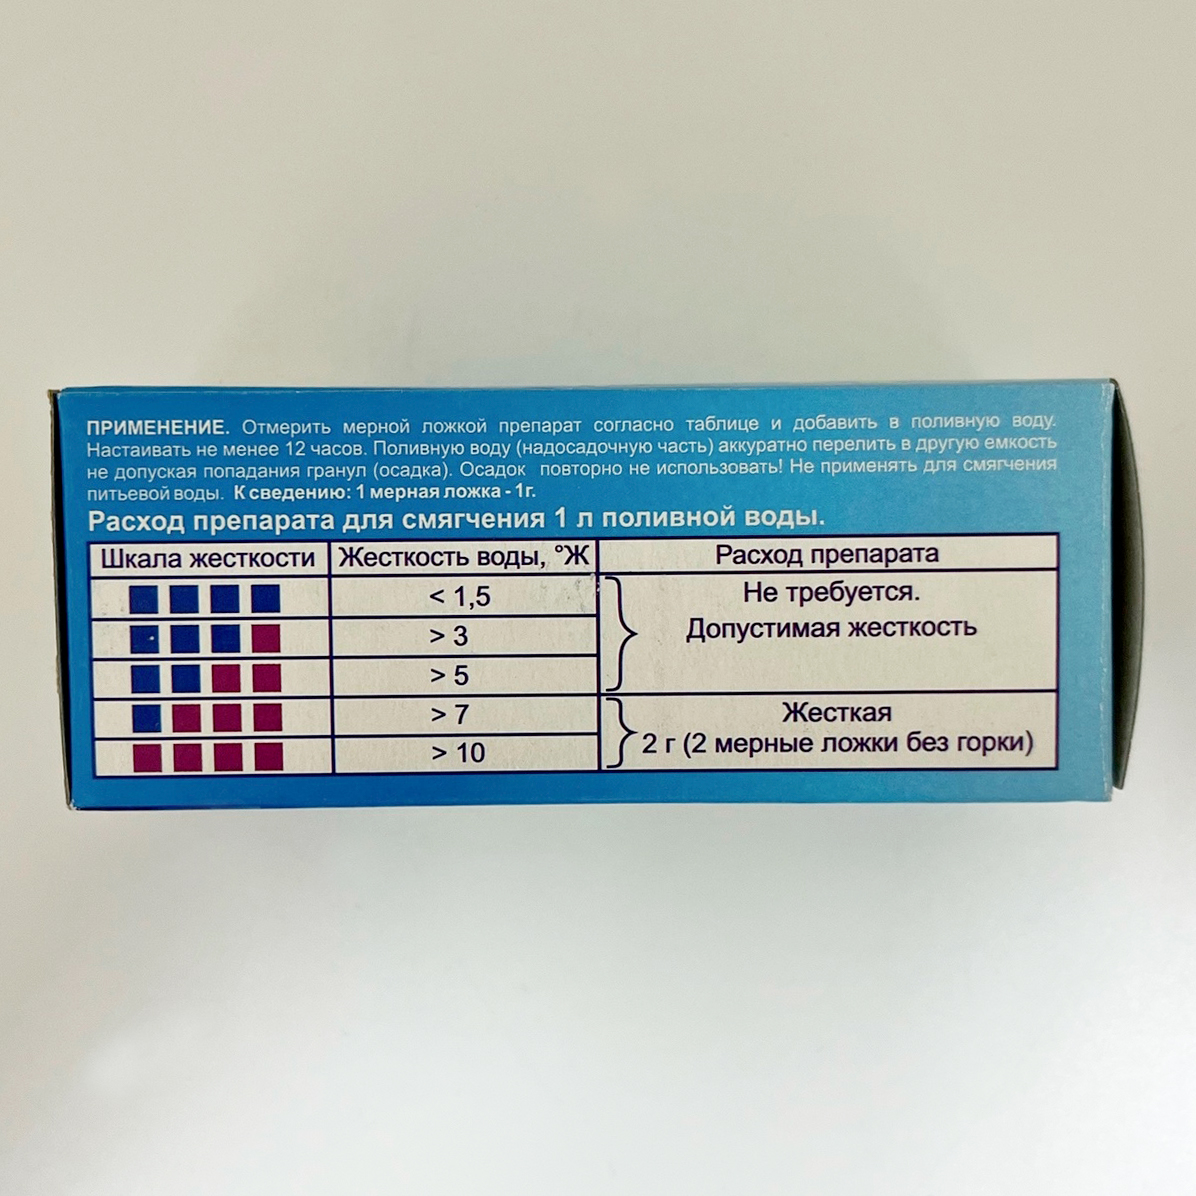 ПРИМЕНЕНИЕ. Отмерить мерной ложкой препарат согласно таблице и добавить в поливную воду.
Настаивать не менее 12 часов. Поливную воду (надосадочную часть) аккуратно перелить в другую емкость
не допуская попадания гранул (осадка). Осадок повторно не использовать! Не применять для смягчения
питьевой воды. К сведению: 1 мерная ложка - 1г.
Расход препарата для смягчения 1 л поливной воды.
Шкала жесткости Жесткость воды, °Ж Расход препарата
< 1,5 Не требуется.
> 3 Допустимая жесткость
> 5
> 7 Жесткая
> 10 2 г (2 мерные ложки без горки)